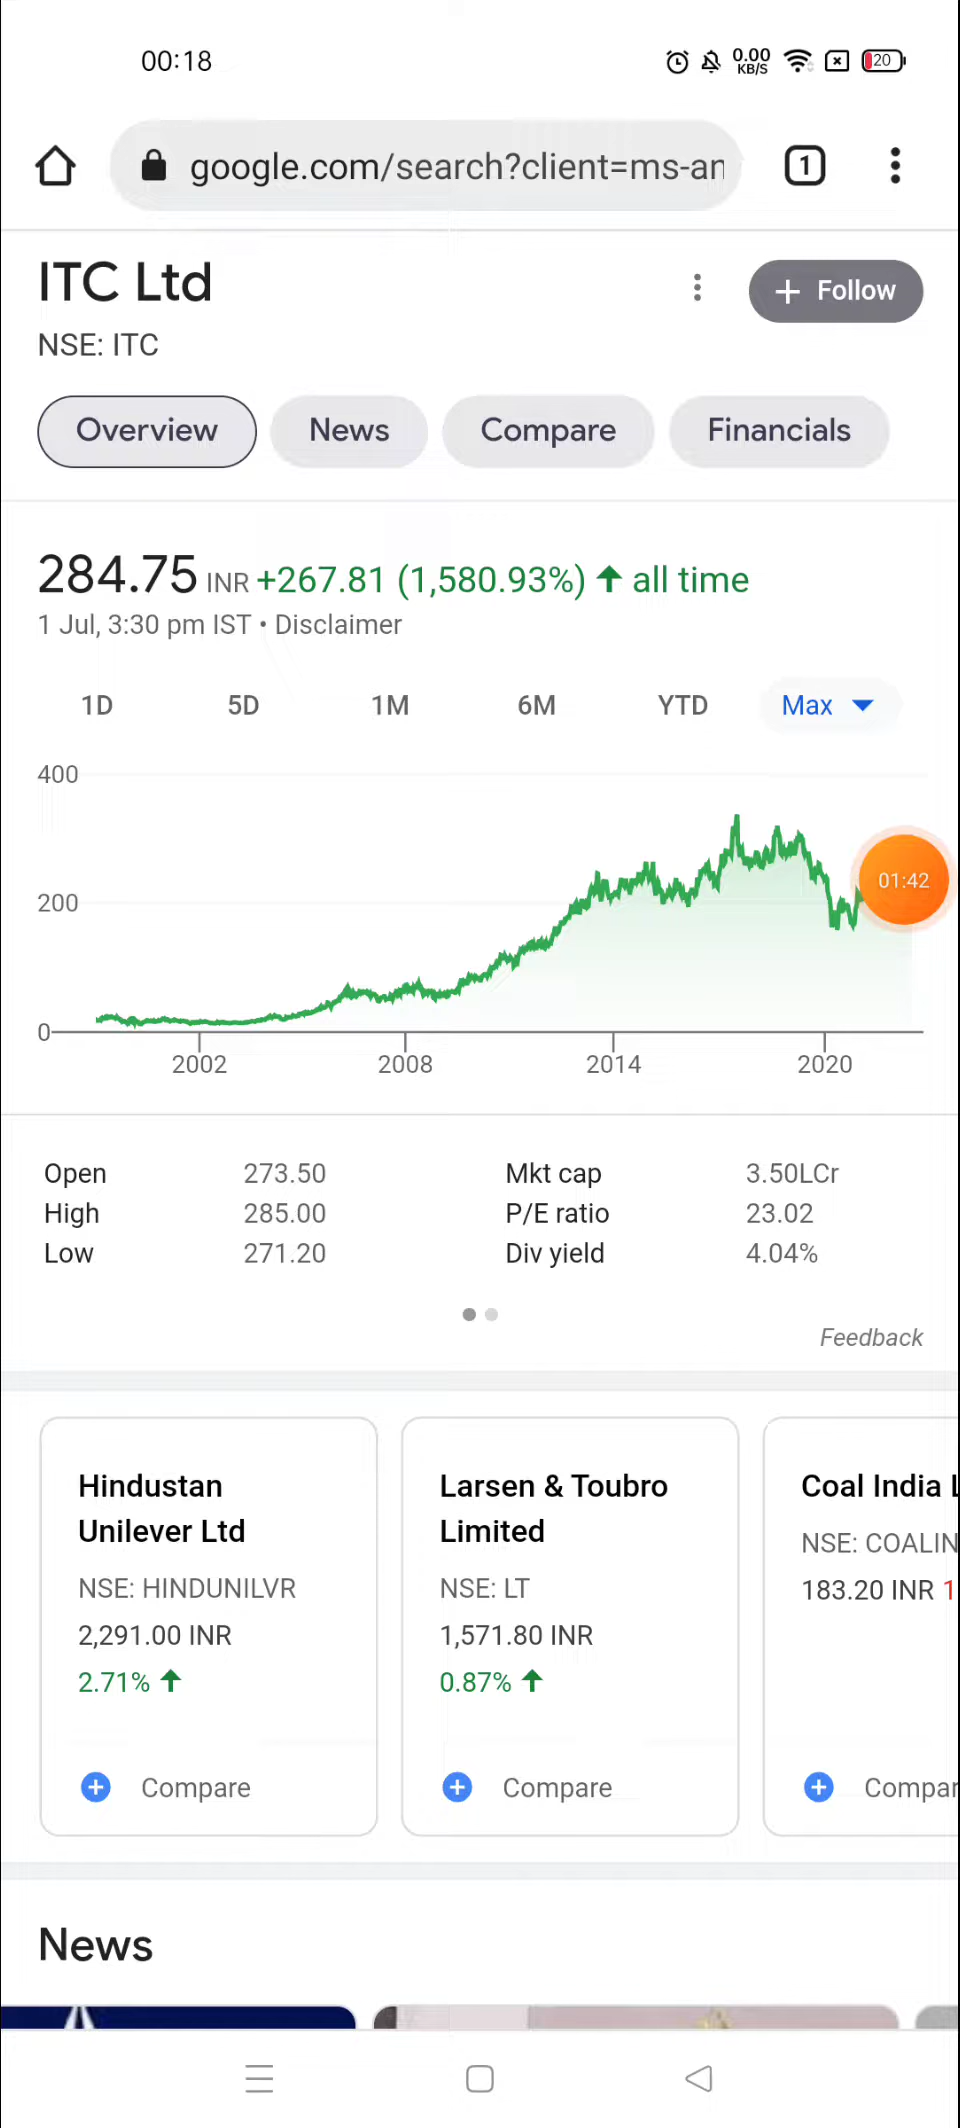 00:18
0.00
KB/S
20
google.com/search?client=ms-an
1
ITC Ltd
Follow
NSE: ITC
Overview
News
Compare
Financials
284.75 INR +267.81 (1,580.93%) ↑ all time
1 Jul, 3:30 pm IST • Disclaimer
1D
5D
1M
6M
YTD
Max
400
200
0
01:42
2002
2008
2014
2020
Open 273.50 Mkt cap 3.50LCr
High 285.00 P/E ratio 23.02
Low 271.20 Div yield 4.04%
Feedback
Hindustan
Unilever Ltd
NSE: HINDUNILVR
2,291.00 INR
2.71% ↑
Compare
Larsen & Toubro
Limited
NSE: LT
1,571.80 INR
0.87% ↑
Compare
Coal India L
NSE: COALIN
183.20 INR 1
Compar
News